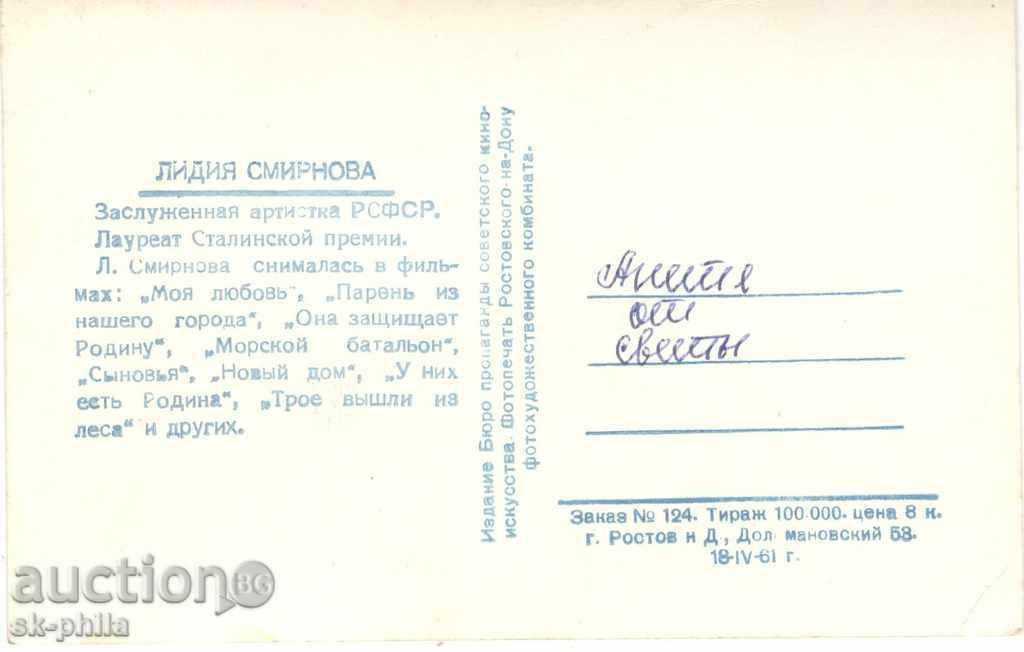 ЛИДИЯ СМИРНОВА
Заслуженная артистка РСФСР.
Лауреат Сталинской премии.
Л. Смирнова снималась в филь-
мах: „Моя любовь", „Парень из
нашего города", „Она защищает
Родину", „Морской батальон",
„Сыновья", „Новый дом", „У них
есть Родина", „Трое вышли из
леса" и других.
Издание Бюро пропаганды советского кино-
искусства. Фотопечать Ростовского-на-Дону
фотохудожественного комбината.
от
Светы
Заказ № 124. Тираж 100.000. цена 8 к.
г. Ростов н Д., Дол мановский 53.
18-IV-61 г.
auction BG
sk-phila